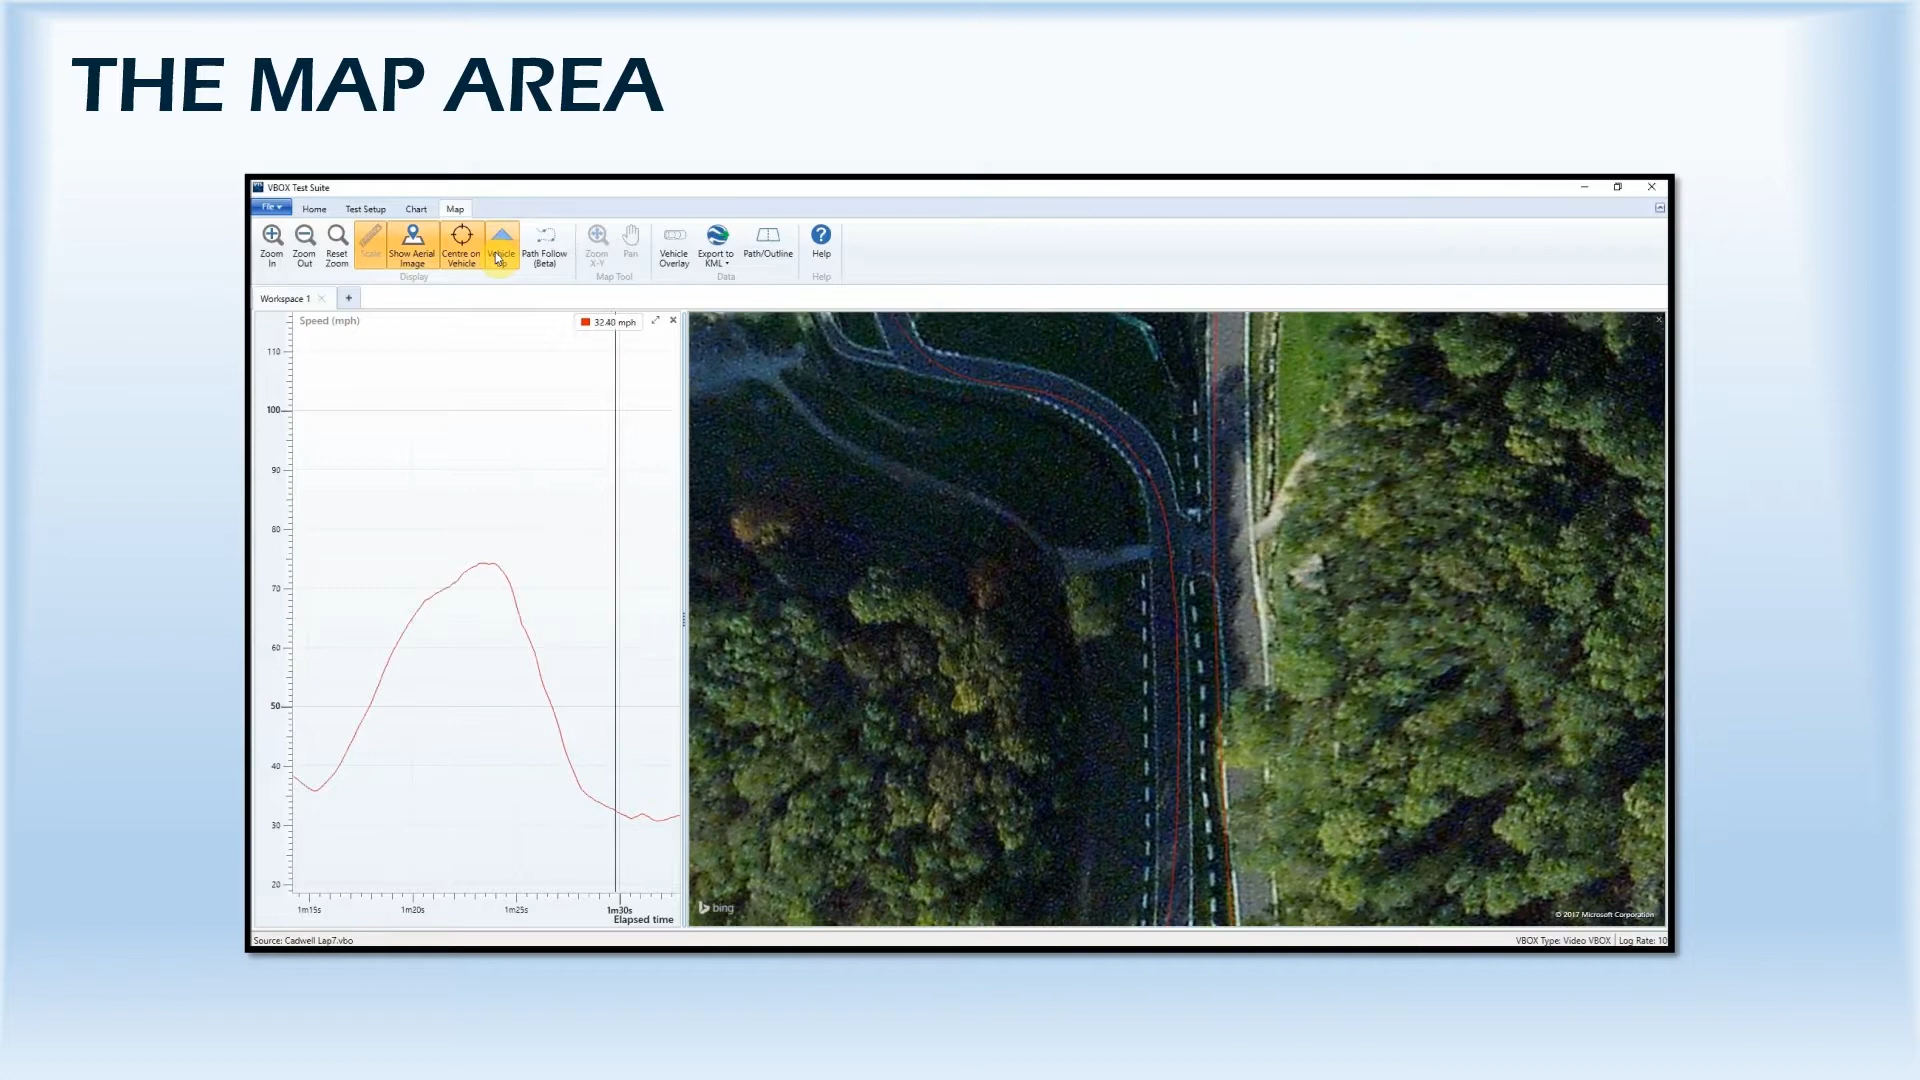 THE MAP AREA
VBOX Test Suite
File Home Test Setup Chart Map
Zoom In
Zoom Out
Reset Zoom
Scale
Show Aerial Image
Centre on Vehicle
Vehicle
Path Follow (Beta)
Zoom X-Y
Pan
Vehicle Overlay
Export to KML
Path/Outline
Help
Display Map Tool Data Help
Workspace 1 +
Speed (mph) 32.40 mph
110
100
90
80
70
60
50
40
30
20
1m15s 1m20s 1m25s 1m30s
Elapsed time
bing
© 2017 Microsoft Corporation
Source: Cadwell Lap7.vbo VBOX Type: Video VBOX Log Rate: 10